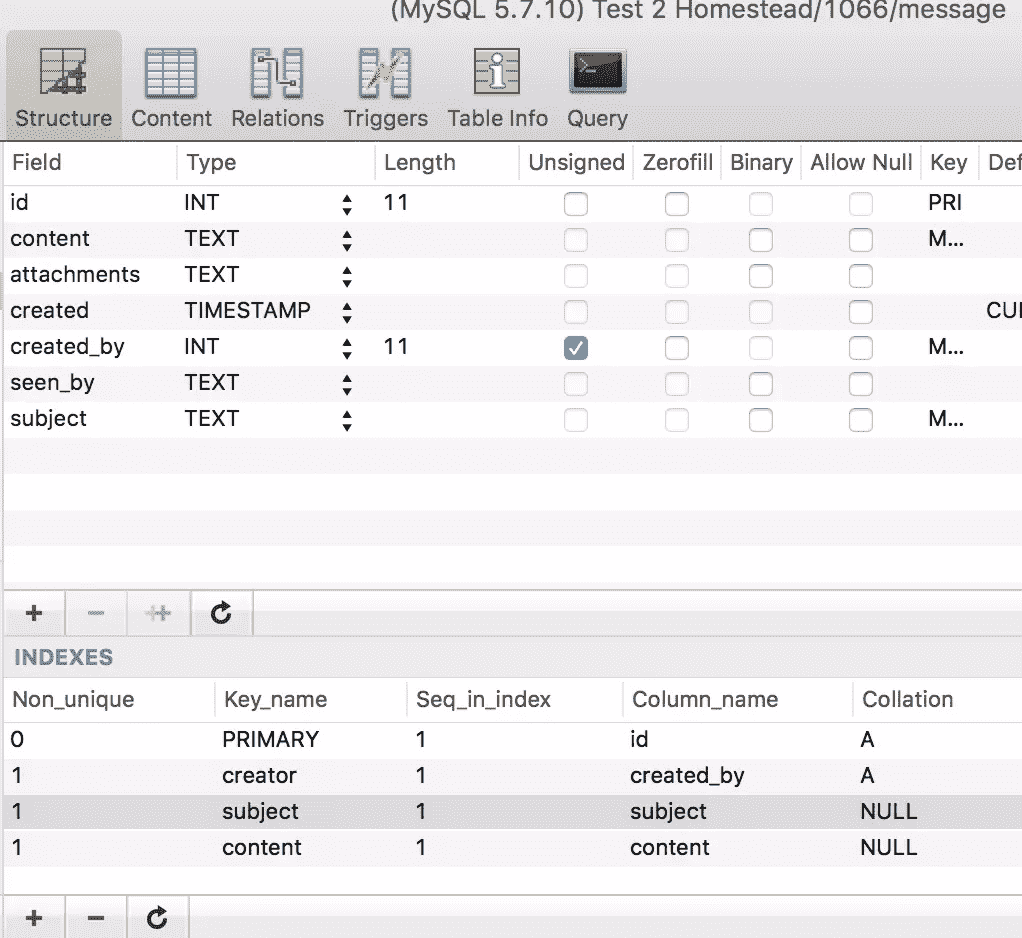 (MySQL 5.7.10) Test 2 Homestead/1066/message
Structure Content Relations Triggers Table Info Query
Field Type Length Unsigned Zerofill Binary Allow Null Key Def
id INT 11 PRI
content TEXT M...
attachments TEXT
created TIMESTAMP CUI
created_by INT 11 M...
seen_by TEXT
subject TEXT M...
INDEXES
Non_unique Key_name Seq_in_index Column_name Collation
0 PRIMARY 1 id A
1 creator 1 created_by A
1 subject 1 subject NULL
1 content 1 content NULL